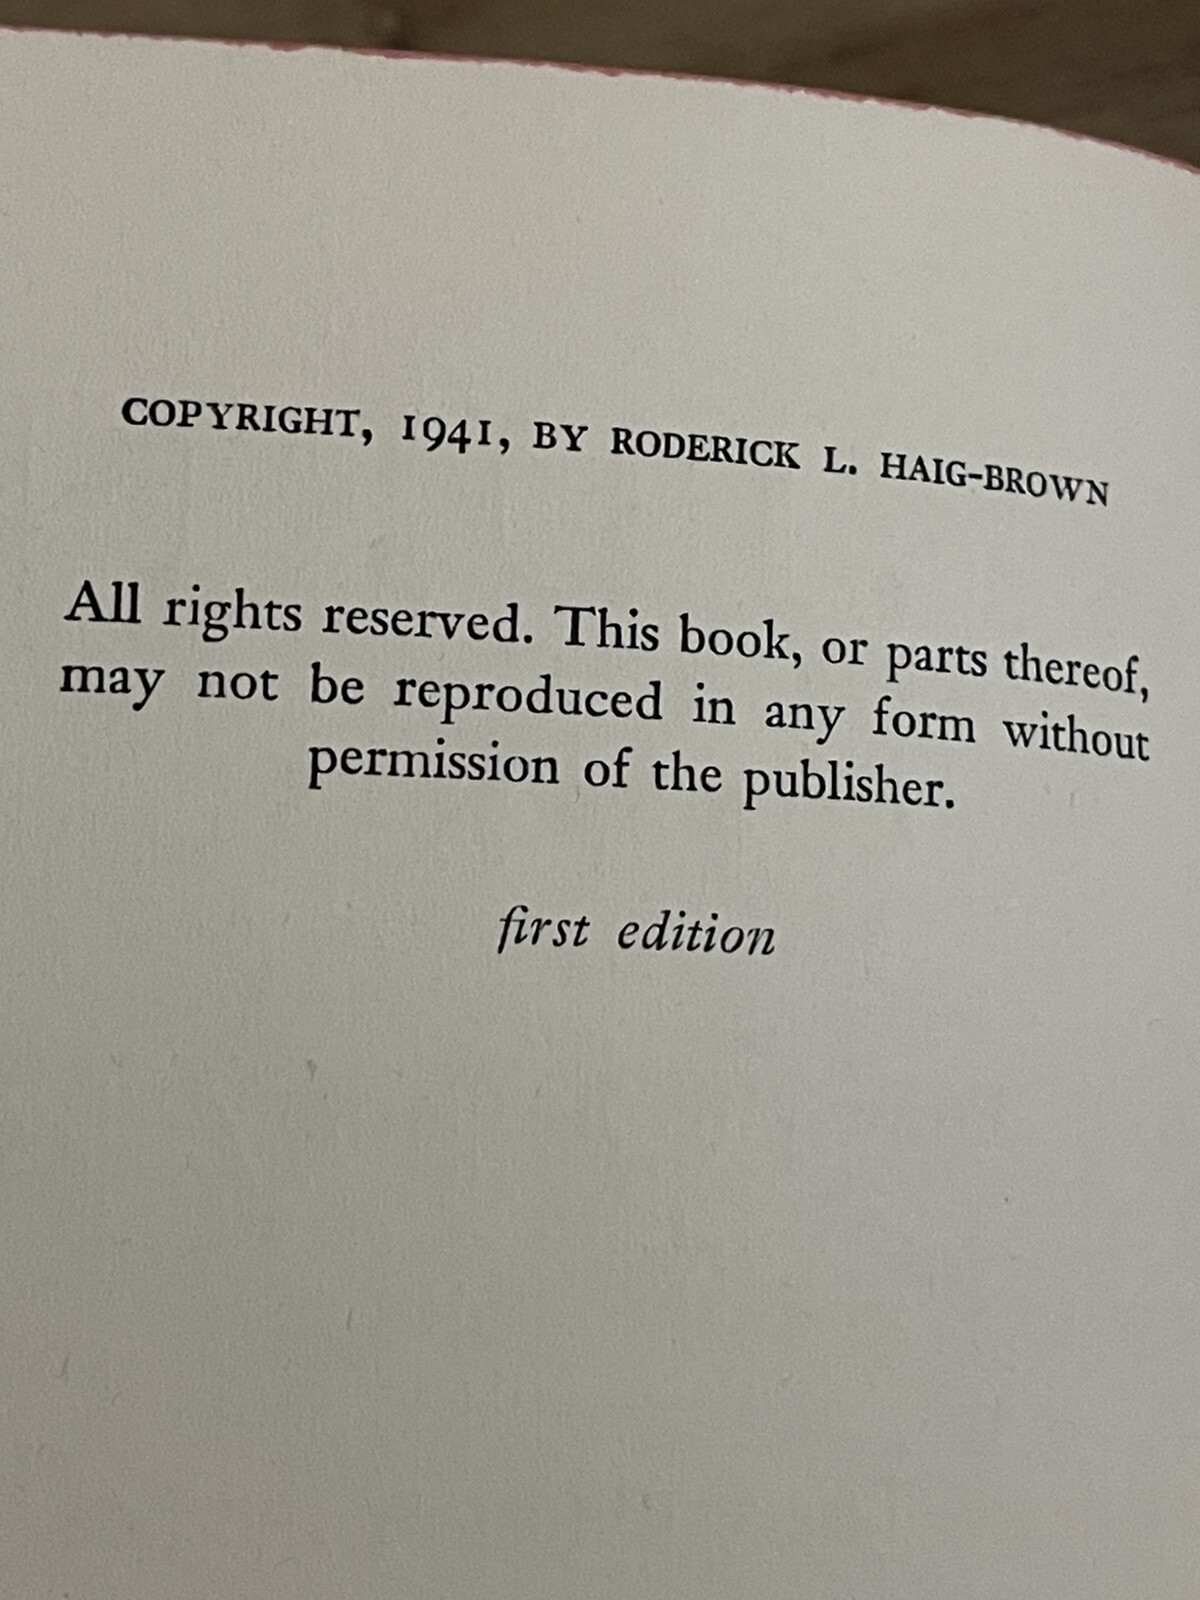 COPYRIGHT, 1941, BY RODERICK L. HAIG-BROWN
All rights reserved. This book, or parts thereof,
may not be reproduced in any form without
permission of the publisher.
first edition